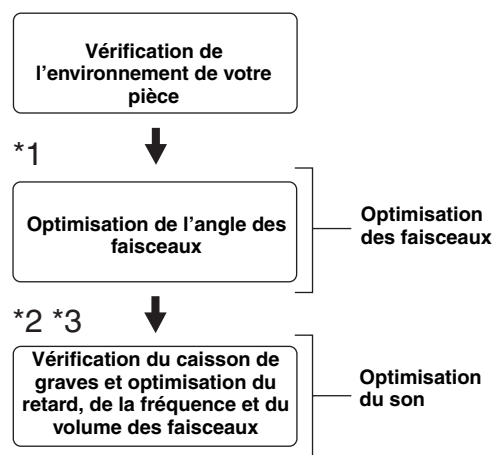 Vérification de
l'environnement de votre
pièce
*1
Optimisation de l'angle des
faisceaux
Optimisation
des faisceaux
*2 *3
Vérification du caisson de
graves et optimisation du
retard, de la fréquence et du
volume des faisceaux
Optimisation
du son